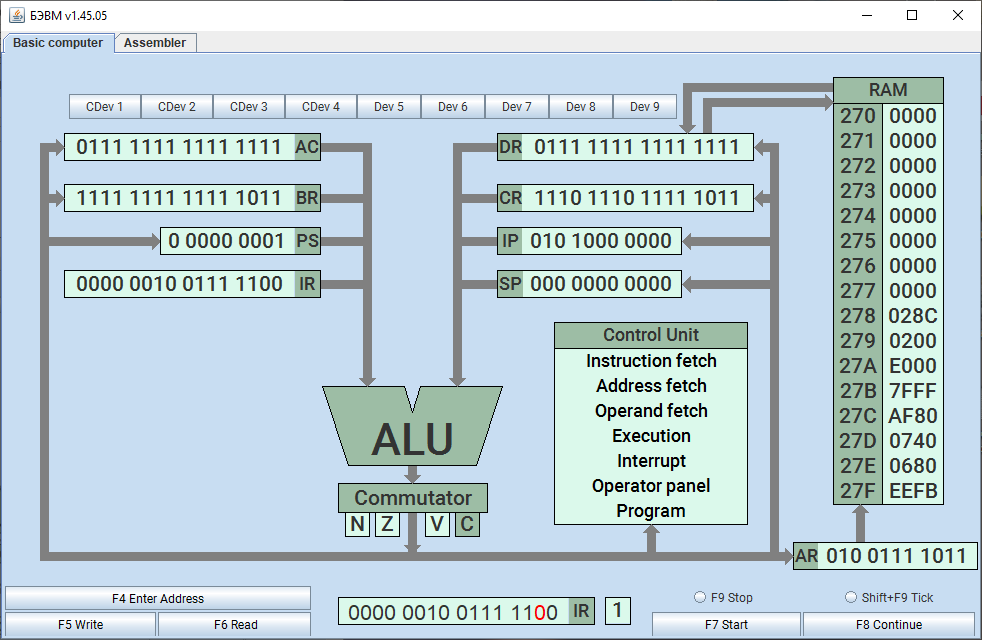 БЭВМ v1.45.05
Basic computer Assembler
CDev 1 CDev 2 CDev 3 CDev 4 Dev 5 Dev 6 Dev 7 Dev 8 Dev 9
0111 1111 1111 1111 AC
DR 0111 1111 1111 1111
1111 1111 1111 1011 BR
CR 1110 1110 1111 1011
0 0000 0001 PS
IP 010 1000 0000
0000 0010 0111 1100 IR
SP 000 0000 0000
RAM
270 0000
271 0000
272 0000
273 0000
274 0000
275 0000
276 0000
277 0000
278 028C
279 0200
27A E000
27B 7FFF
27C AF80
27D 0740
27E 0680
27F EEFB
Control Unit
Instruction fetch
Address fetch
Operand fetch
Execution
Interrupt
Operator panel
Program
ALU
Commutator
N Z V C
AR 010 0111 1011
F4 Enter Address
F5 Write F6 Read
0000 0010 0111 1100 IR 1
F9 Stop Shift+F9 Tick
F7 Start F8 Continue